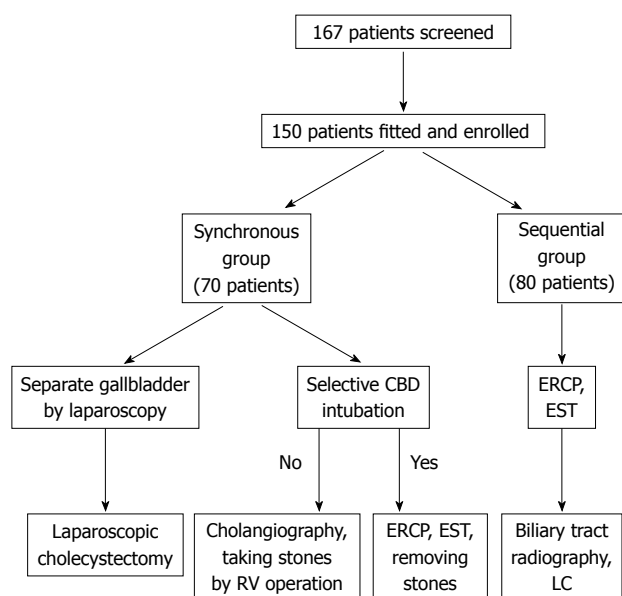 167 patients screened
150 patients fitted and enrolled
Synchronous
group
(70 patients)
Sequential
group
(80 patients)
Separate gallbladder
by laparoscopy
Selective CBD
intubation
ERCP,
EST
No
Yes
Laparoscopic
cholecystectomy
Cholangiography,
taking stones
by RV operation
ERCP, EST,
removing
stones
Biliary tract
radiography,
LC